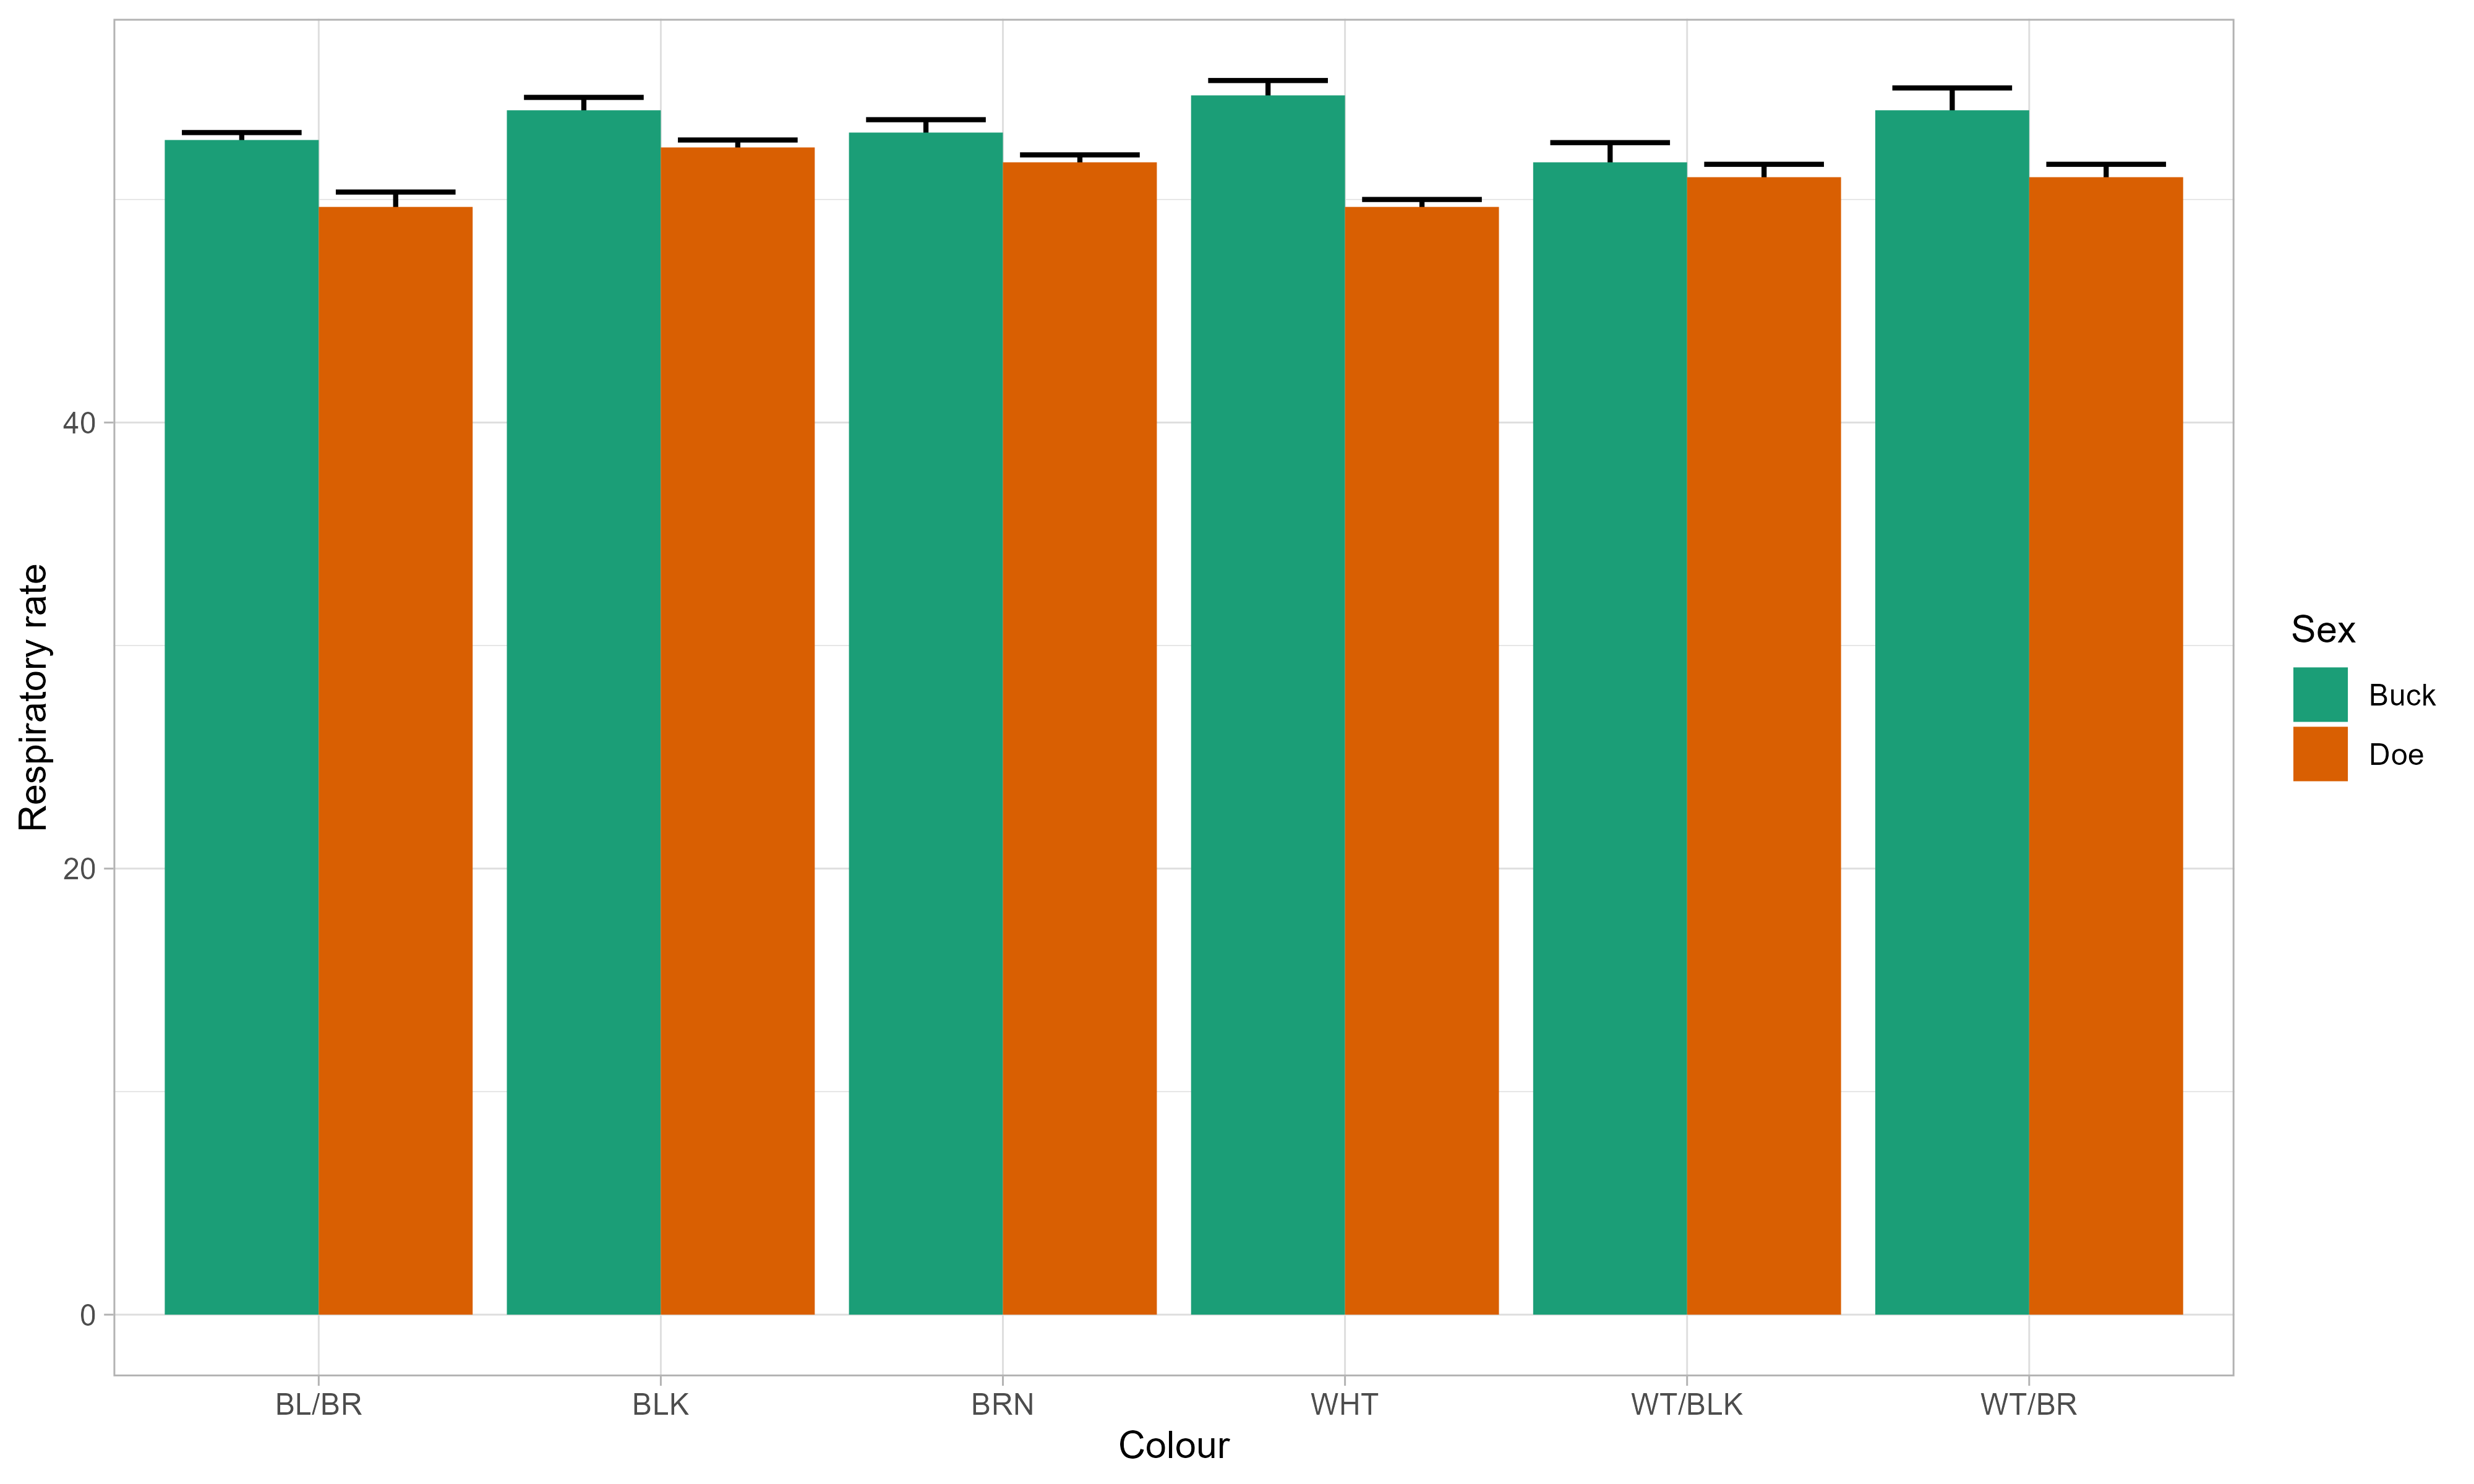 Respiratory rate
40
20
0
BL/BR BLK BRN WHT WT/BLK WT/BR
Colour
Sex
Buck
Doe